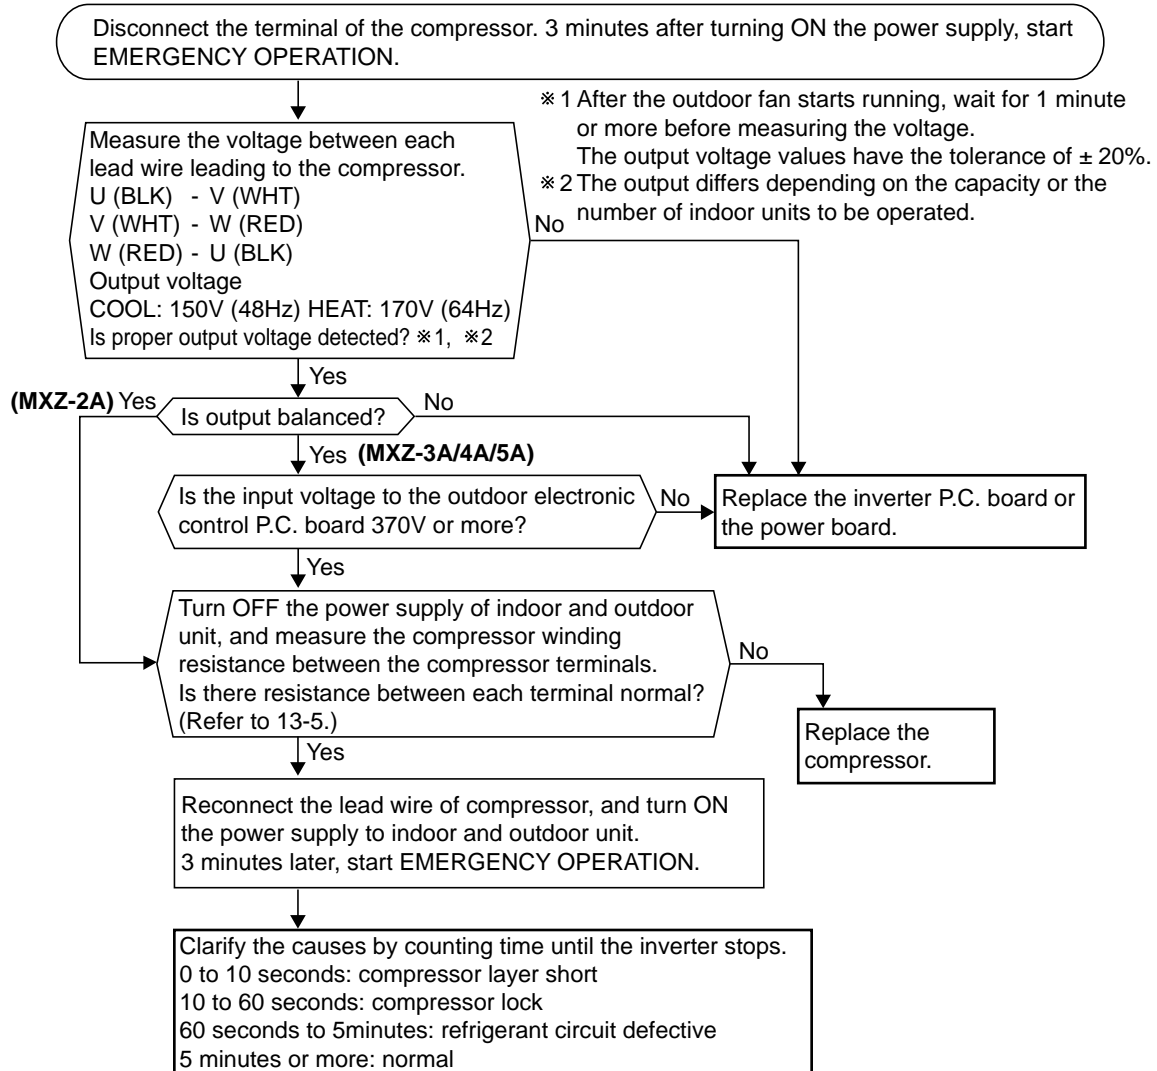 Disconnect the terminal of the compressor. 3 minutes after turning ON the power supply, start
EMERGENCY OPERATION.
※1 After the outdoor fan starts running, wait for 1 minute
or more before measuring the voltage.
The output voltage values have the tolerance of ± 20%.
※2 The output differs depending on the capacity or the
number of indoor units to be operated.
Measure the voltage between each
lead wire leading to the compressor.
U (BLK) - V (WHT)
V (WHT) - W (RED)
W (RED) - U (BLK)
Output voltage
COOL: 150V (48Hz) HEAT: 170V (64Hz)
Is proper output voltage detected? ※1, ※2
No
Yes
(MXZ-2A) Yes
Is output balanced?
No
Yes (MXZ-3A/4A/5A)
Is the input voltage to the outdoor electronic
control P.C. board 370V or more?
No
Replace the inverter P.C. board or
the power board.
Yes
Turn OFF the power supply of indoor and outdoor
unit, and measure the compressor winding
resistance between the compressor terminals.
Is there resistance between each terminal normal?
(Refer to 13-5.)
No
Replace the
compressor.
Yes
Reconnect the lead wire of compressor, and turn ON
the power supply to indoor and outdoor unit.
3 minutes later, start EMERGENCY OPERATION.
Clarify the causes by counting time until the inverter stops.
0 to 10 seconds: compressor layer short
10 to 60 seconds: compressor lock
60 seconds to 5minutes: refrigerant circuit defective
5 minutes or more: normal